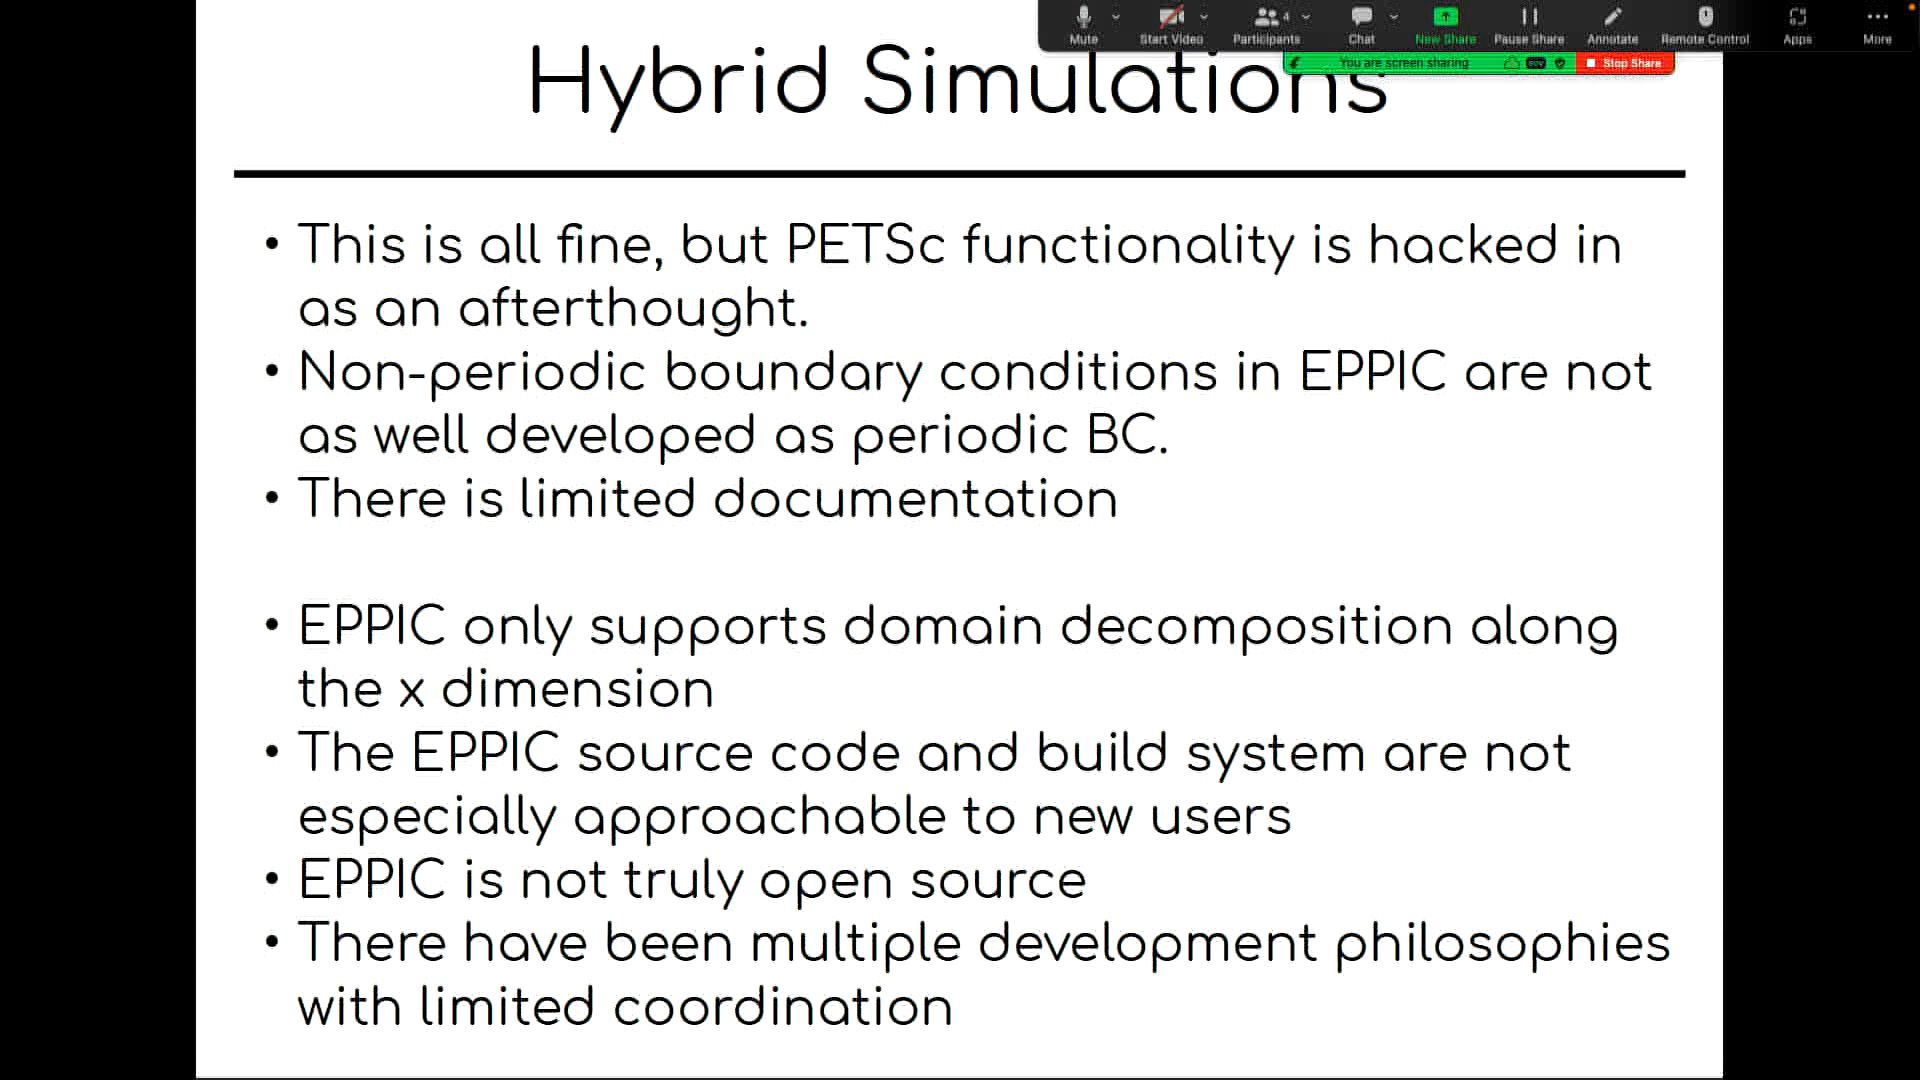 Mute
Start Video
Participants
4
Chat
New Share
Pause Share
Annotate
Remote Control
Apps
More
You are screen sharing
Stop Share
Hybrid Simulations
• This is all fine, but PETSc functionality is hacked in
as an afterthought.
• Non-periodic boundary conditions in EPPIC are not
as well developed as periodic BC.
• There is limited documentation
• EPPIC only supports domain decomposition along
the x dimension
• The EPPIC source code and build system are not
especially approachable to new users
• EPPIC is not truly open source
• There have been multiple development philosophies
with limited coordination